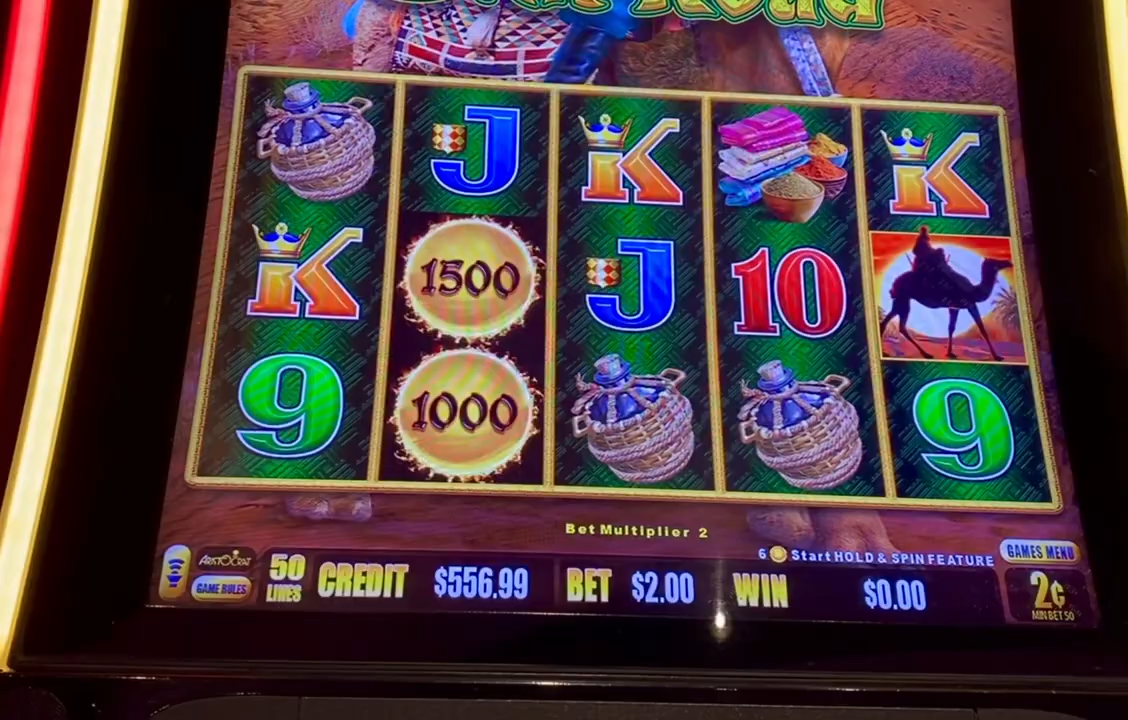 J K K
K 1500 J 10
9 1000 9
Bet Multiplier 2
6 Start HOLD & SPIN FEATURE
GAMES MENU
ARISTOCRAT
GAME RULES
50
LINES
CREDIT $556.99 BET $2.00 WIN $0.00
2¢
MIN BET 50